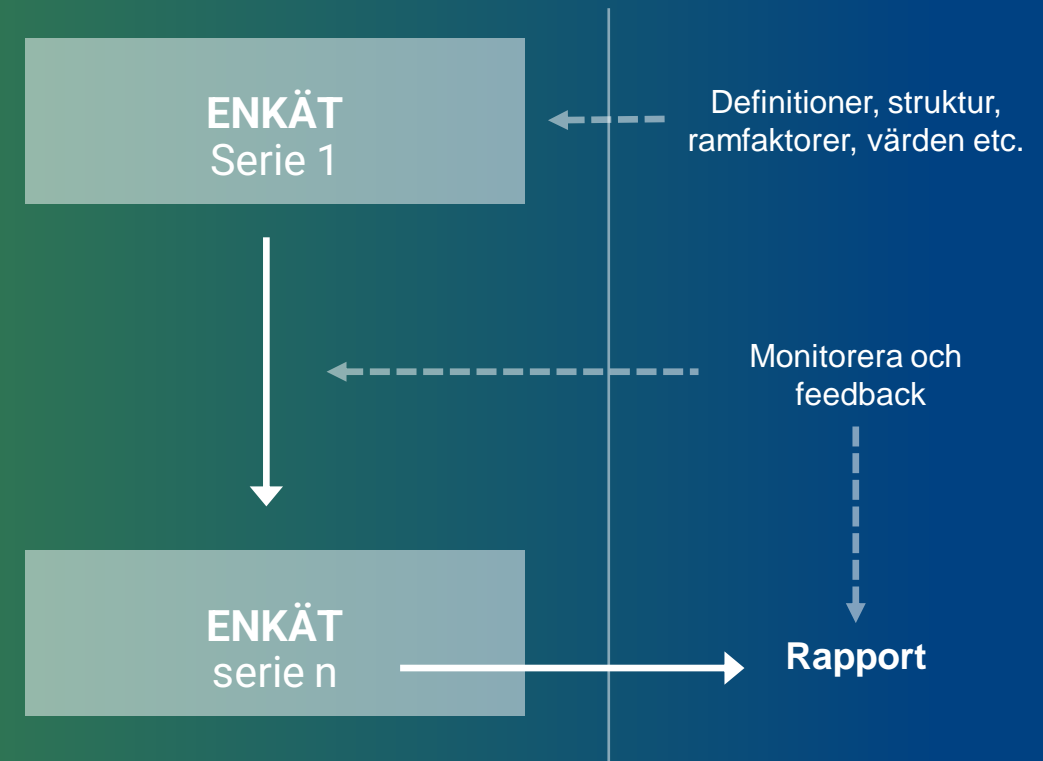 ENKÄT
Serie 1
Definitioner, struktur,
ramfaktorer, värden etc.
Monitorera och
feedback
ENKÄT
serie n
Rapport